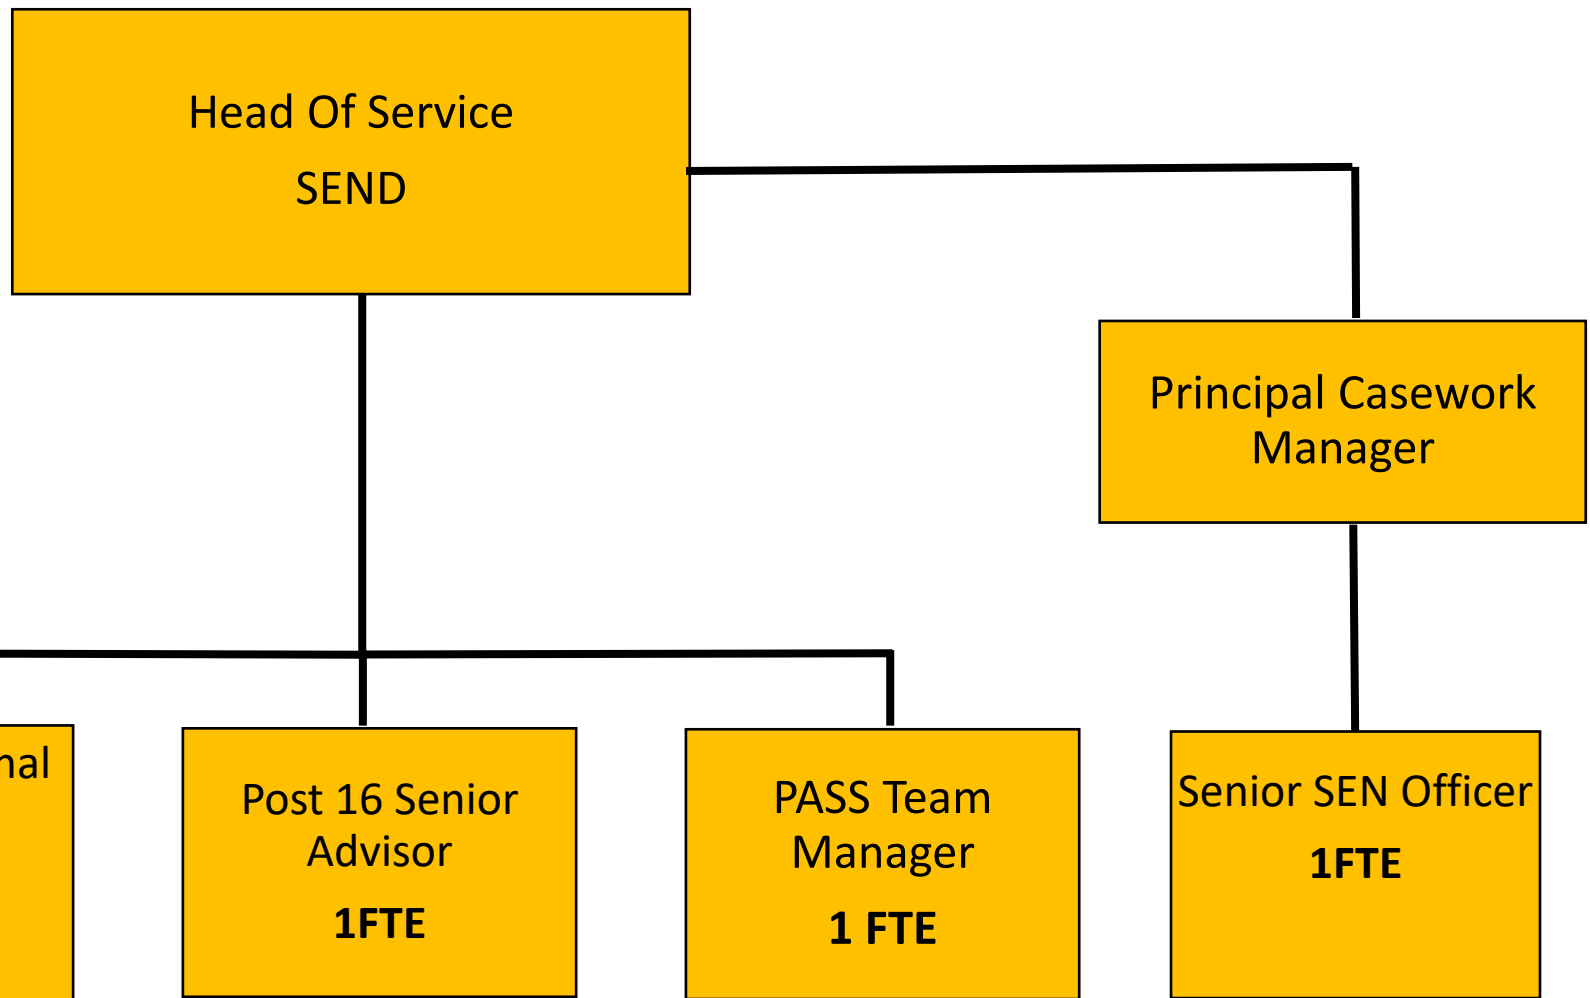 Head Of Service
SEND
Principal Casework
Manager
Post 16 Senior
Advisor
1FTE
PASS Team
Manager
1 FTE
Senior SEN Officer
1FTE